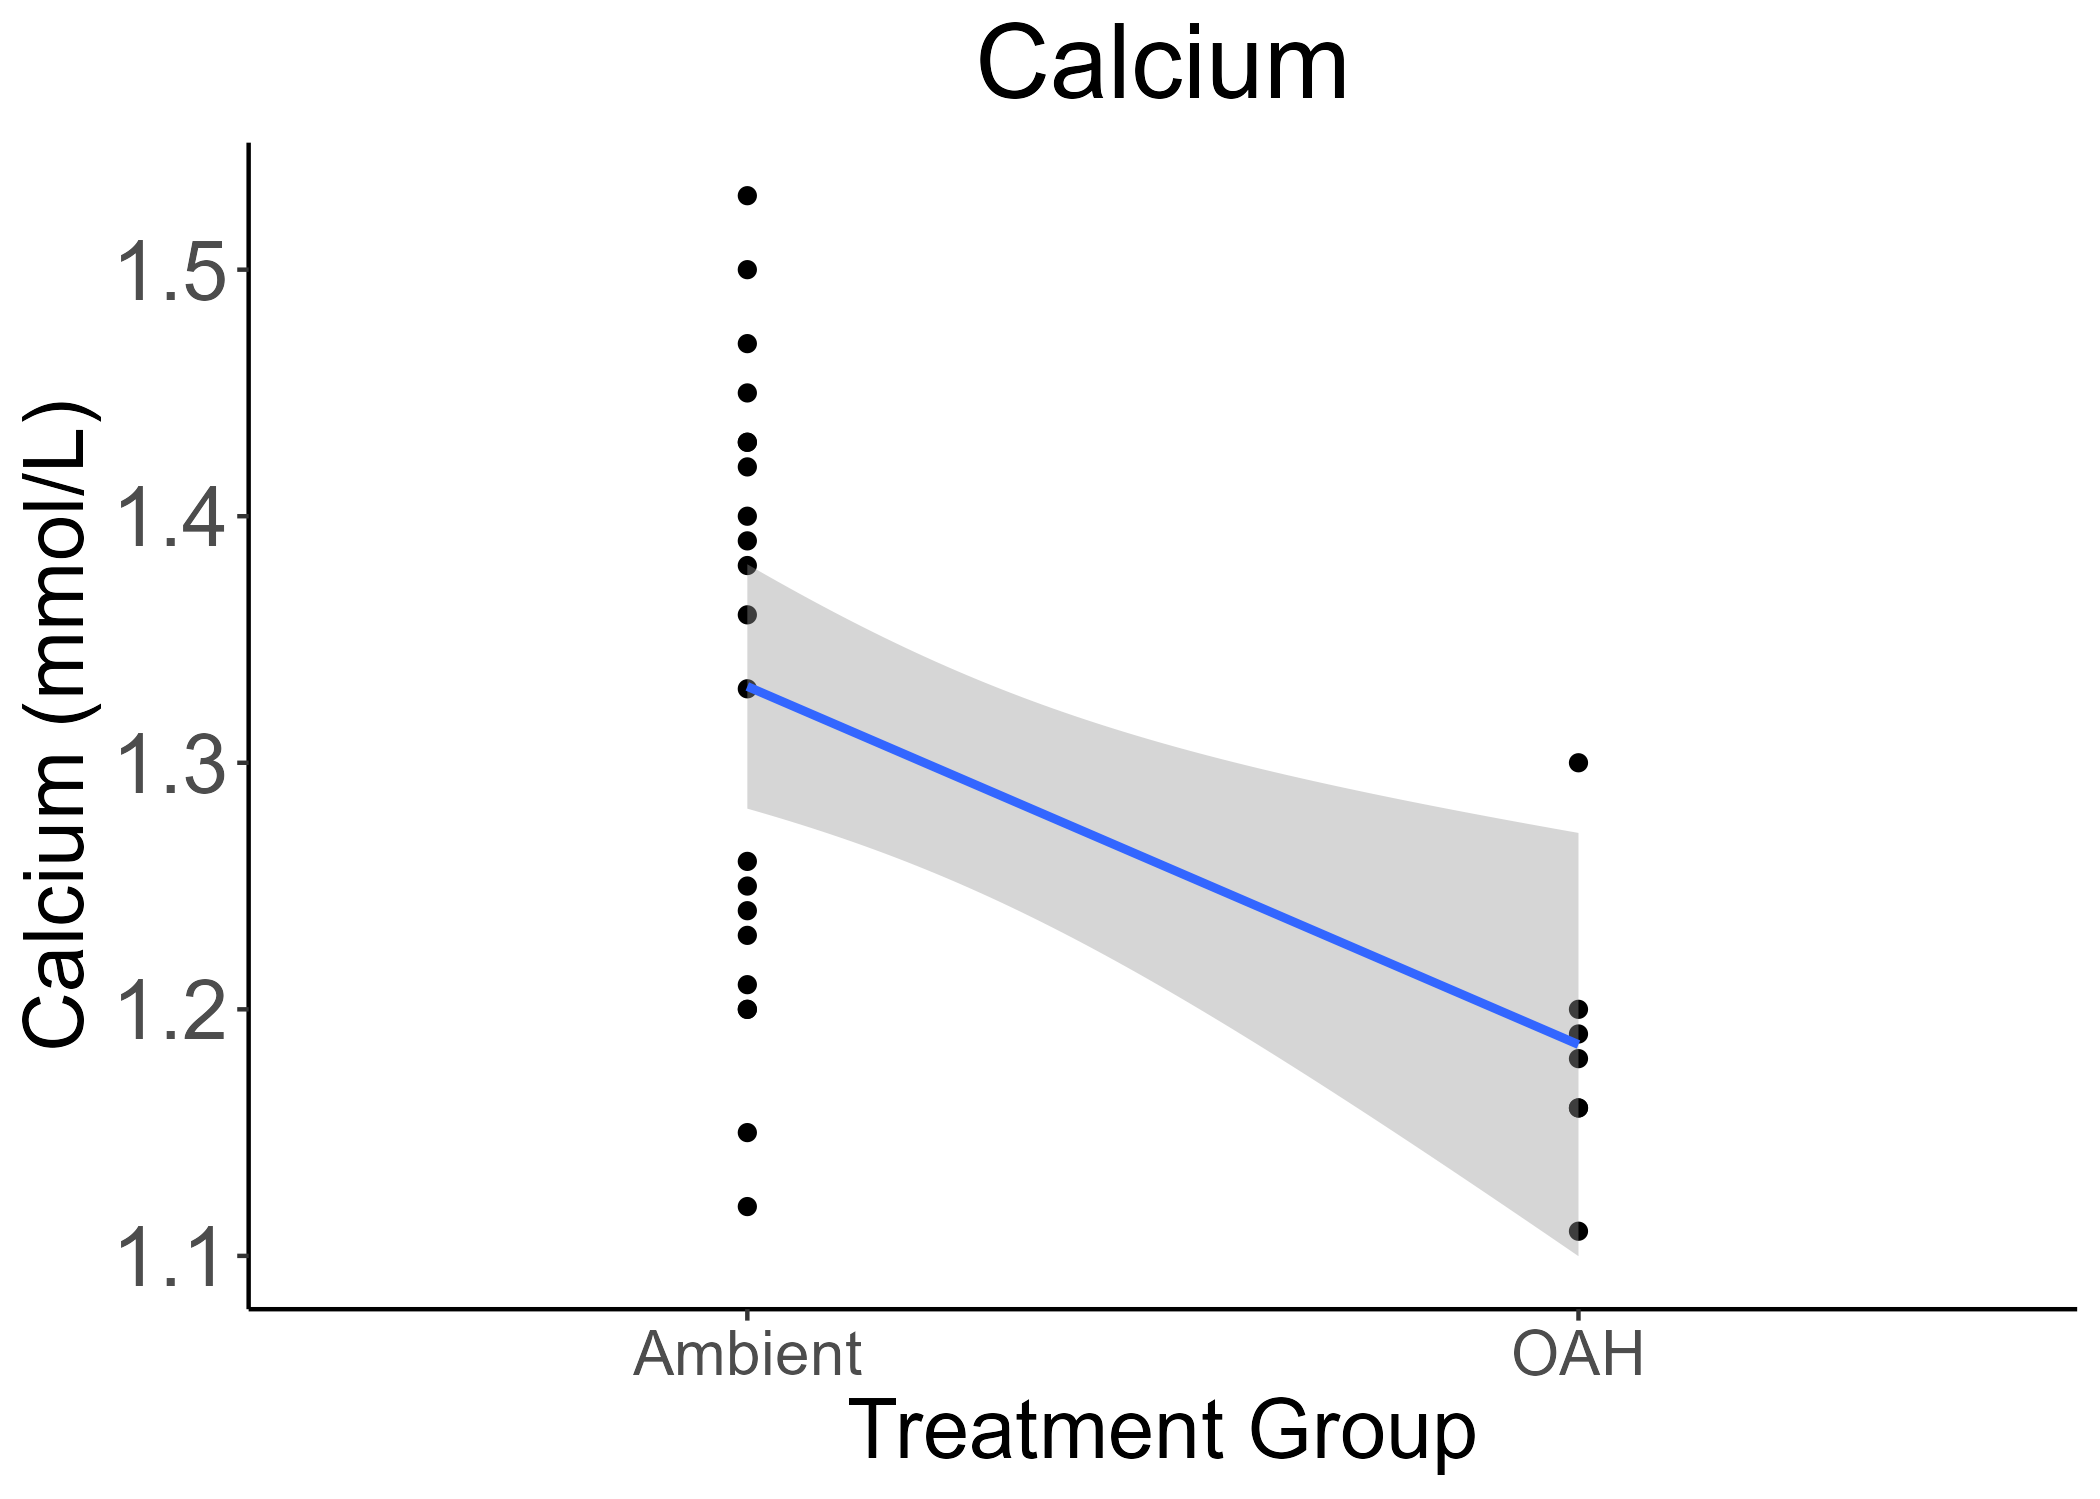 Calcium
Calcium (mmol/L)
1.5
1.4
1.3
1.2
1.1
Ambient
OAH
Treatment Group